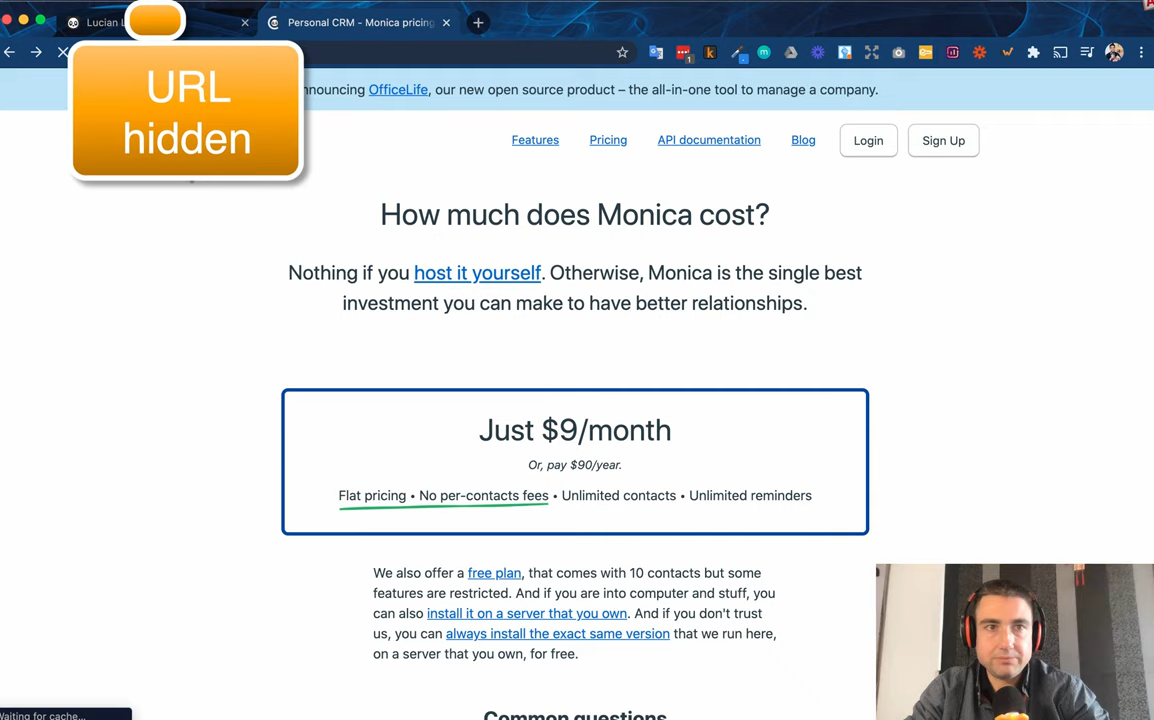 Lucian L
Personal CRM - Monica pricing
URL
hidden
1
nnouncing OfficeLife, our new open source product – the all-in-one tool to manage a company.
Features Pricing API documentation Blog Login Sign Up
How much does Monica cost?
Nothing if you host it yourself. Otherwise, Monica is the single best
investment you can make to have better relationships.
Just $9/month
Or, pay $90/year.
Flat pricing • No per-contacts fees • Unlimited contacts • Unlimited reminders
We also offer a free plan, that comes with 10 contacts but some
features are restricted. And if you are into computer and stuff, you
can also install it on a server that you own. And if you don't trust
us, you can always install the exact same version that we run here,
on a server that you own, for free.
Common questions
Waiting for cache...